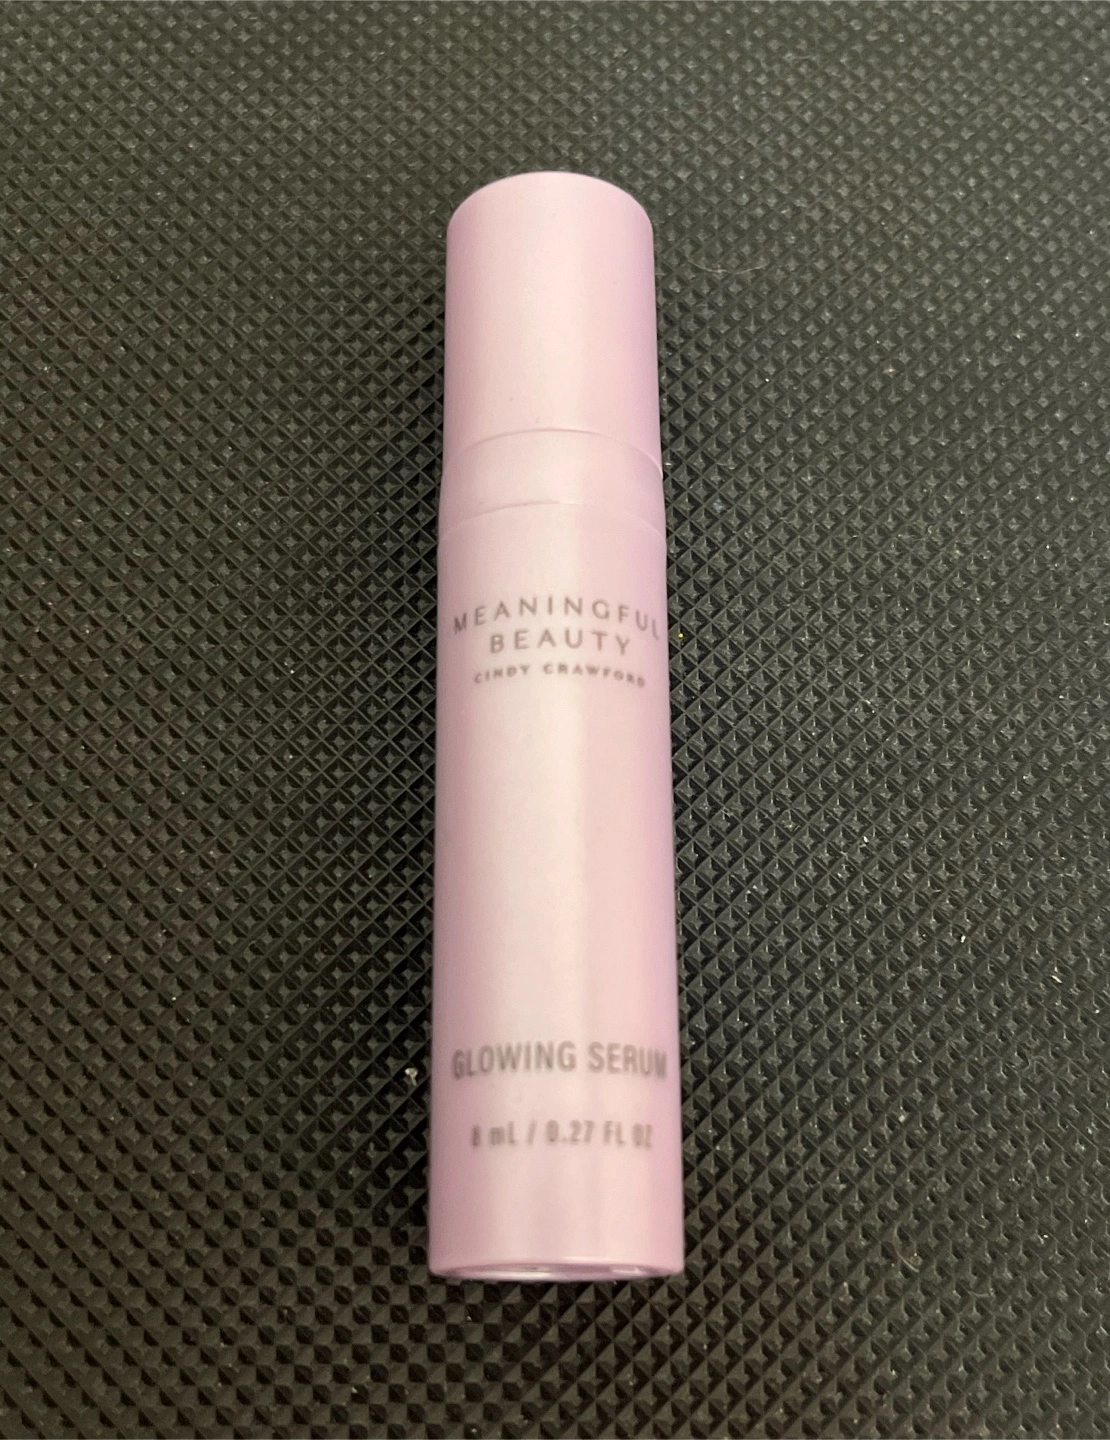 MEANINGFUL
BEAUTY
CINDY CRAWFORD
GLOWING SERUM
8 mL / 0.27 FL OZ